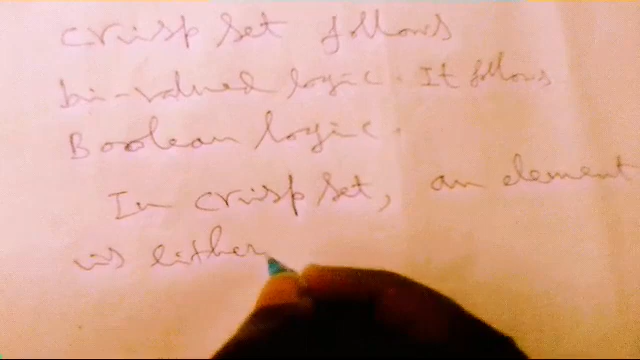 crisp set follows
bi-valued logic. It follows
Boolean logic.
In crisp set, an element
is either